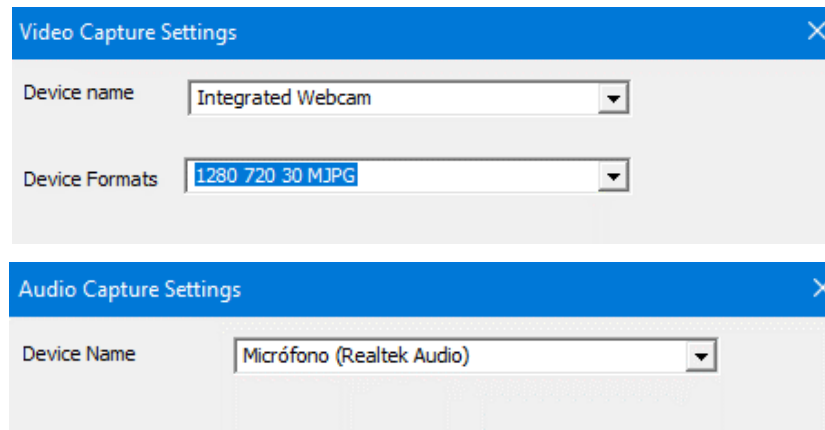 Video Capture Settings
Device name Integrated Webcam
Device Formats 1280 720 30 MJPG
Audio Capture Settings
Device Name Micrófono (Realtek Audio)